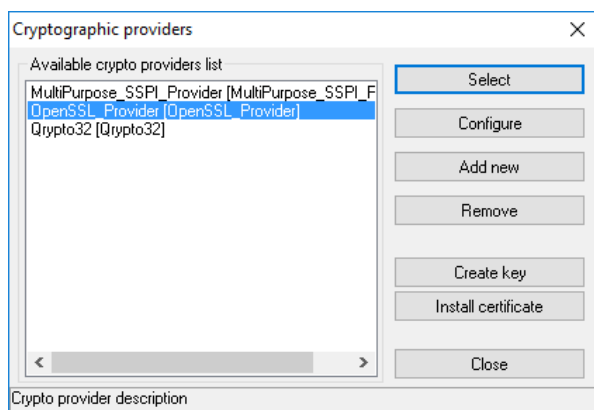 Cryptographic providers
Available crypto providers list
MultiPurpose_SSPI_Provider [MultiPurpose_SSPI_F
OpenSSL_Provider [OpenSSL_Provider]
Qrypto32 [Qrypto32]
Select
Configure
Add new
Remove
Create key
Install certificate
Close
Crypto provider description